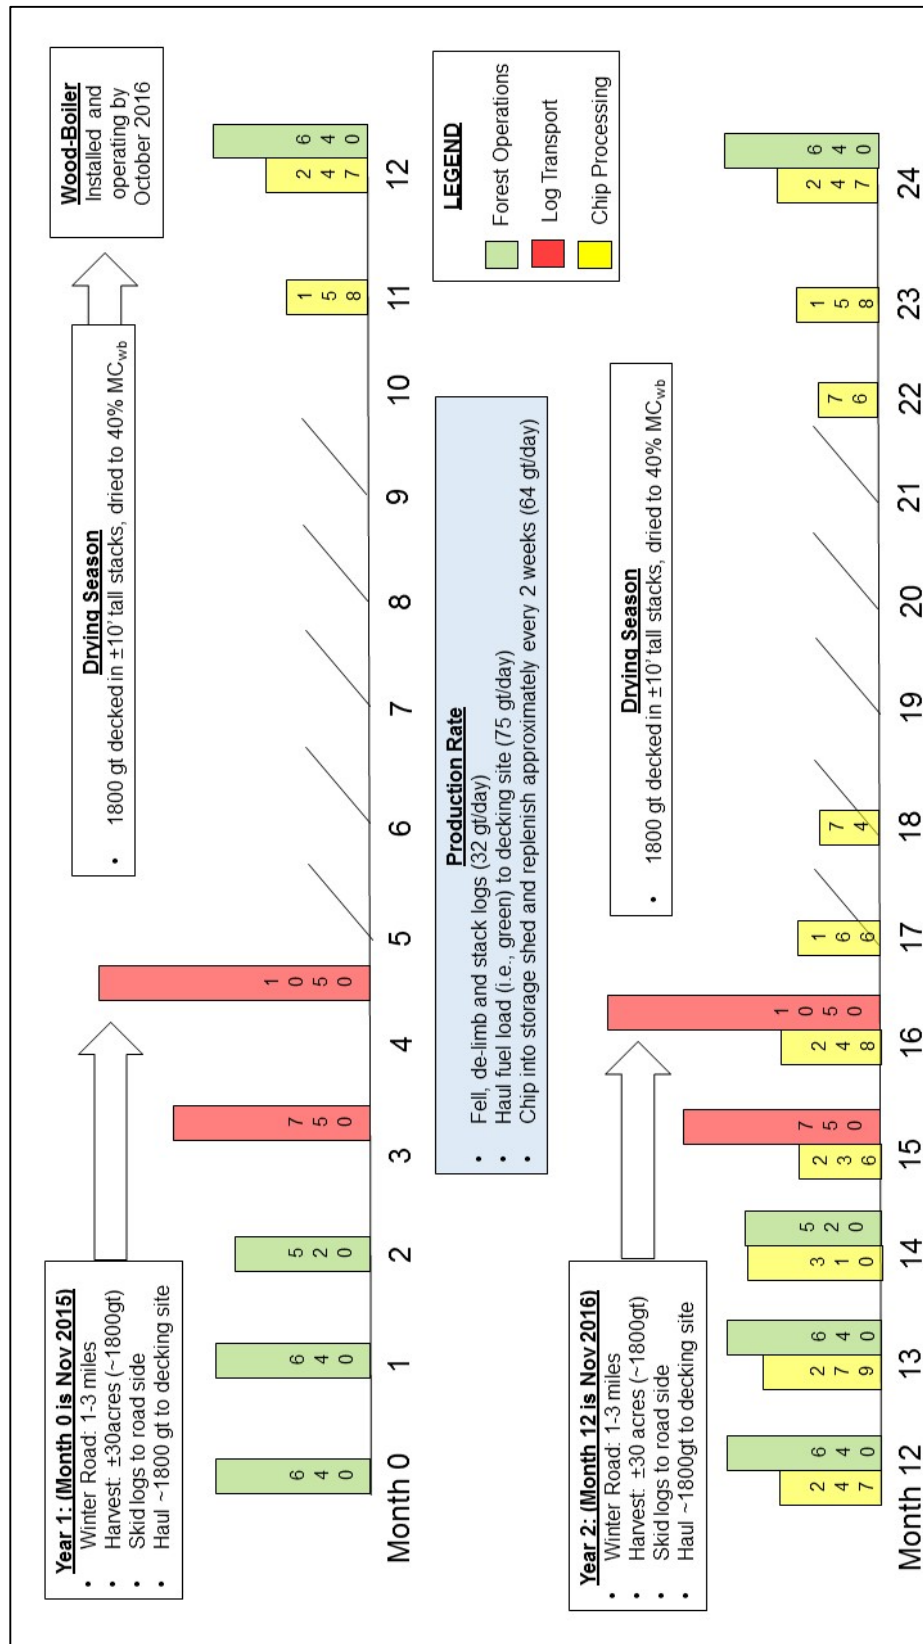 Year 1: (Month 0 is Nov 2015)
• Winter Road: 1-3 miles
• Harvest: ±30acres (~1800gt)
• Skid logs to road side
• Haul ~1800 gt to decking site
Drying Season
• 1800 gt decked in ±10’ tall stacks, dried to 40% MCwb
Wood-Boiler
Installed and
operating by
October 2016
640
640
520
750
1050
158
247
640
Month 0
1
2
3
4
5
6
7
8
9
10
11
12
Production Rate
• Fell, de-limb and stack logs (32 gt/day)
• Haul fuel load (i.e., green) to decking site (75 gt/day)
• Chip into storage shed and replenish approximately every 2 weeks (64 gt/day)
LEGEND
Forest Operations
Log Transport
Chip Processing
Year 2: (Month 12 is Nov 2016)
• Winter Road: 1-3 miles
• Harvest: ±30 acres (~1800gt)
• Skid logs to road side
• Haul ~1800gt to decking site
Drying Season
• 1800 gt decked in ±10’ tall stacks, dried to 40% MCwb
247
640
279
640
310
520
236
750
248
1050
166
74
76
158
247
640
Month 12
13
14
15
16
17
18
19
20
21
22
23
24